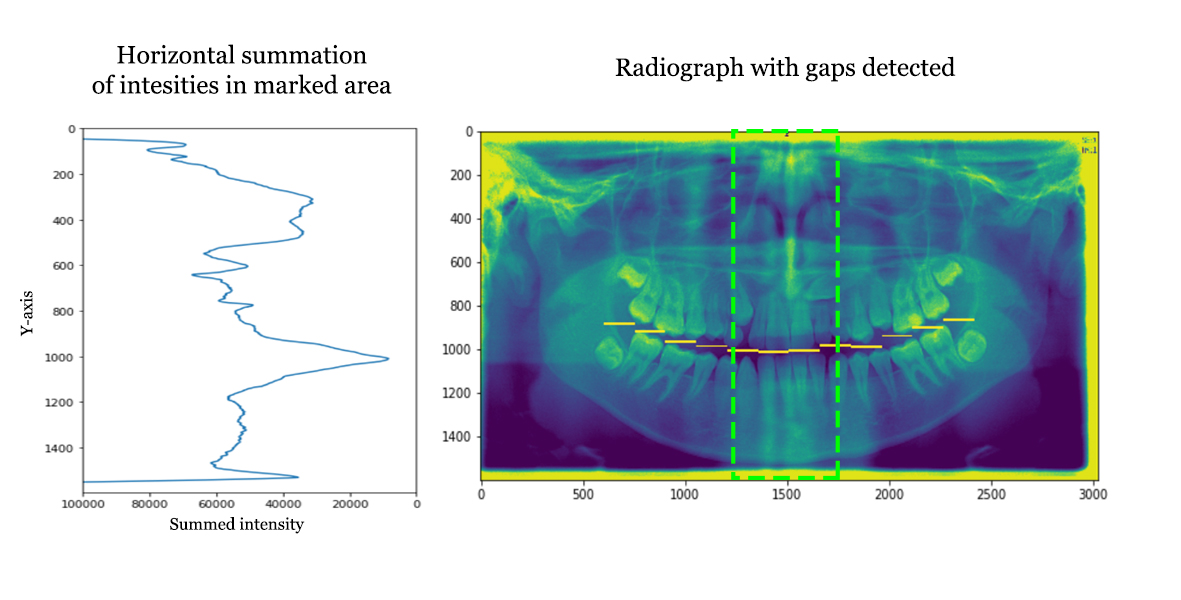 Horizontal summation
of intesities in marked area
Radiograph with gaps detected
0
200
400
600
800
1000
1200
1400
Y-axis
100000 80000 60000 40000 20000 0
Summed intensity
0
200
400
600
800
1000
1200
1400
0 500 1000 1500 2000 2500 3000